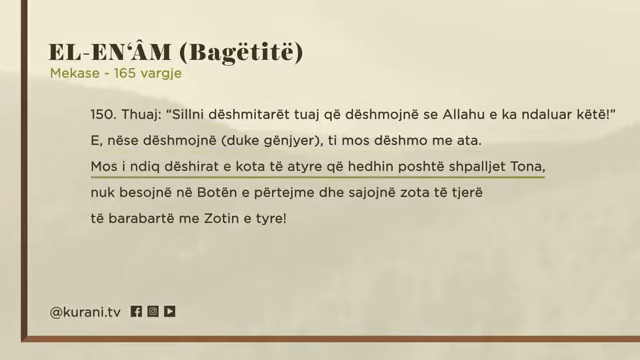 EL-EN‘ÂM (Bagëtitë)
Mekase - 165 vargje
150. Thuaj: “Sillni dëshmitarët tuaj që dëshmojnë se Allahu e ka ndaluar këtë!”
E, nëse dëshmojnë (duke gënjyer), ti mos dëshmo me ata.
Mos i ndiq dëshirat e kota të atyre që hedhin poshtë shpalljet Tona,
nuk besojnë në Botën e përtejme dhe sajojnë zota të tjerë
të barabartë me Zotin e tyre!
@kurani.tv